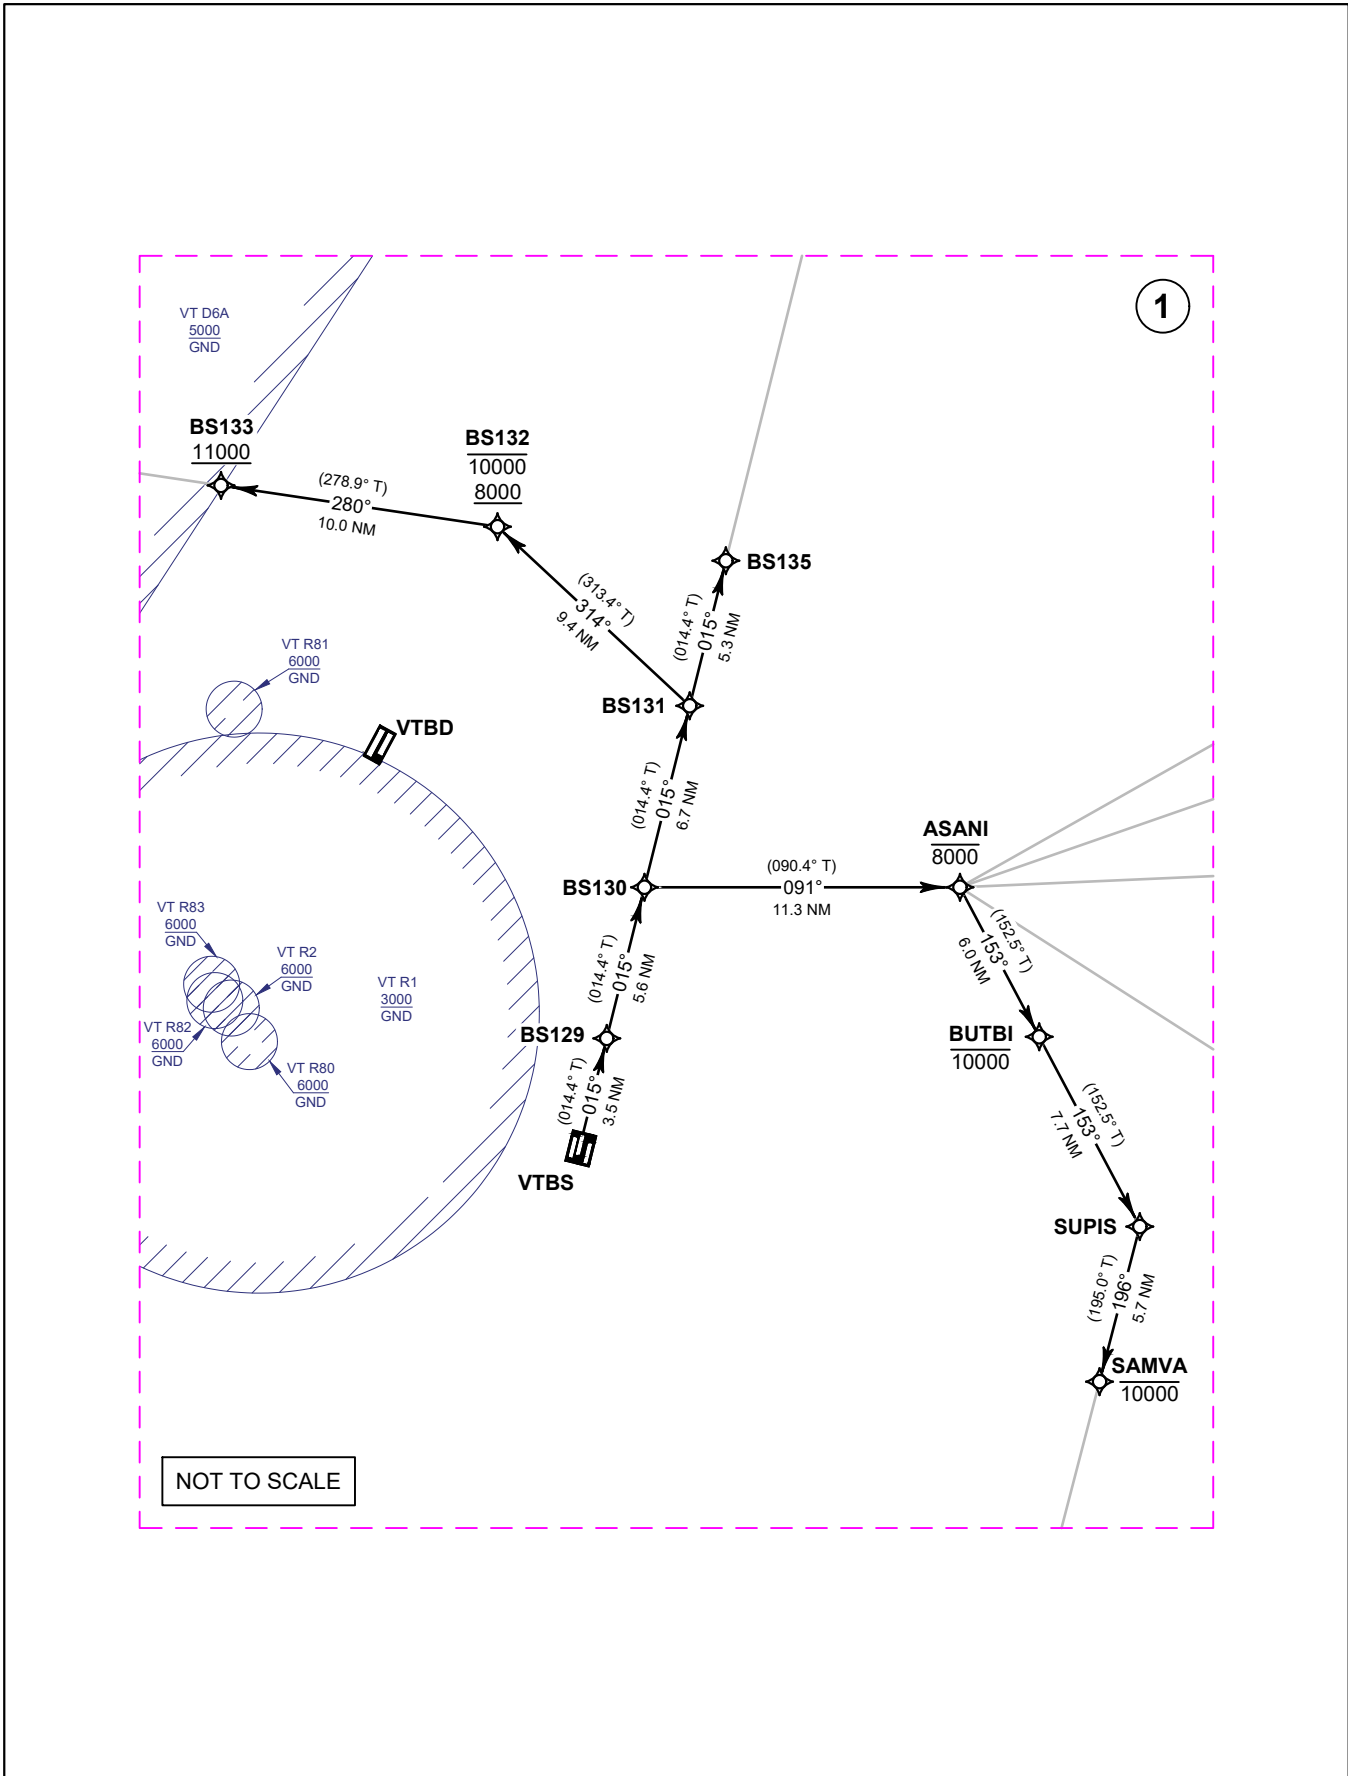 1
VT D6A
5000
GND
BS133
11000
BS132
10000
8000
(278.9° T)
280°
10.0 NM
BS135
(313.4° T)
314°
9.4 NM
(014.4° T)
015°
5.3 NM
VT R81
6000
GND
BS131
VTBD
(014.4° T)
015°
6.7 NM
ASANI
8000
(090.4° T)
091°
11.3 NM
BS130
VT R83
6000
GND
VT R2
6000
GND
VT R1
3000
GND
(014.4° T)
015°
5.6 NM
(152.5° T)
153°
6.0 NM
VT R82
6000
GND
BS129
BUTBI
10000
VT R80
6000
GND
(014.4° T)
015°
3.5 NM
(152.5° T)
153°
7.7 NM
VTBS
SUPIS
(195.0° T)
196°
5.7 NM
SAMVA
10000
NOT TO SCALE